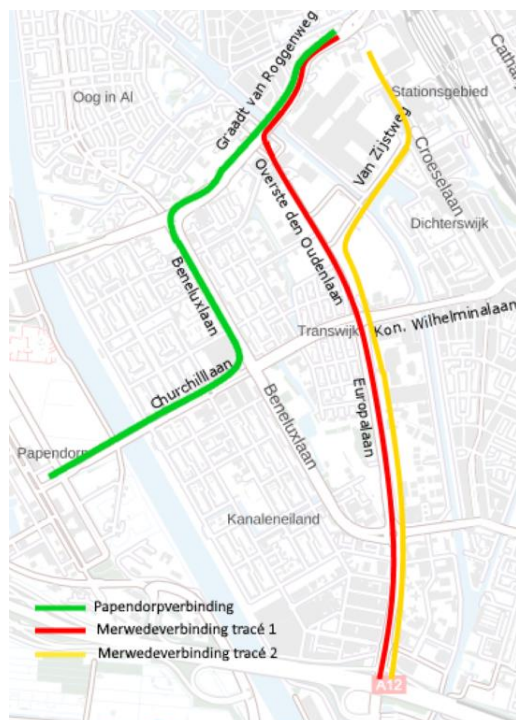 Oog in Al
Graadt van Roggenweg
Stationsgebied
Van Zijstweg
Croeselaan
Overste den Oudenlaan
Dichterswijk
Beneluxlaan
Transwijk
Kon. Wilhelminalaan
Churchilllaan
Europalaan
Beneluxlaan
Papendorp
Kanaleneiland
Papendorpverbinding
Merwedeverbinding tracé 1
Merwedeverbinding tracé 2
A12